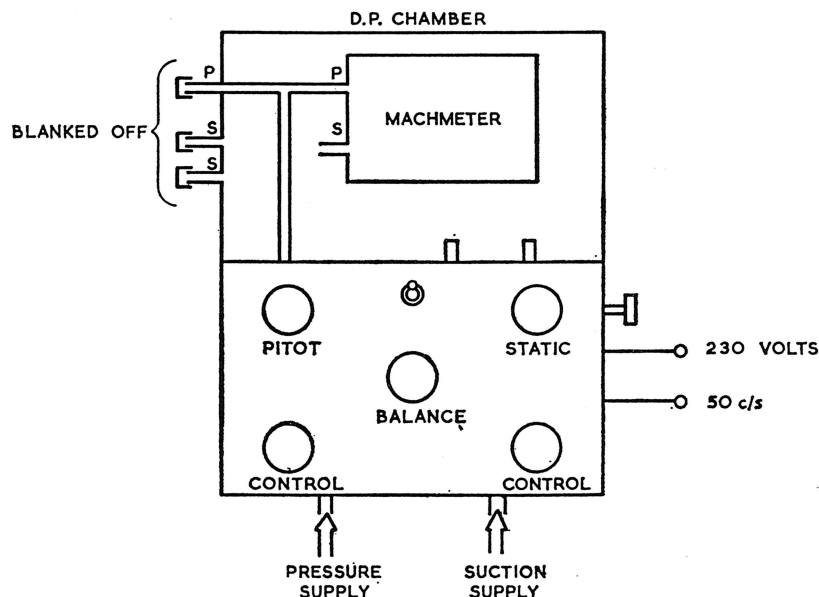 D.P. CHAMBER
P
P
MACHMETER
BLANKED OFF
S
S
S
PITOT
STATIC
230 VOLTS
BALANCE
50 c/s
CONTROL
CONTROL
PRESSURE
SUPPLY
SUCTION
SUPPLY